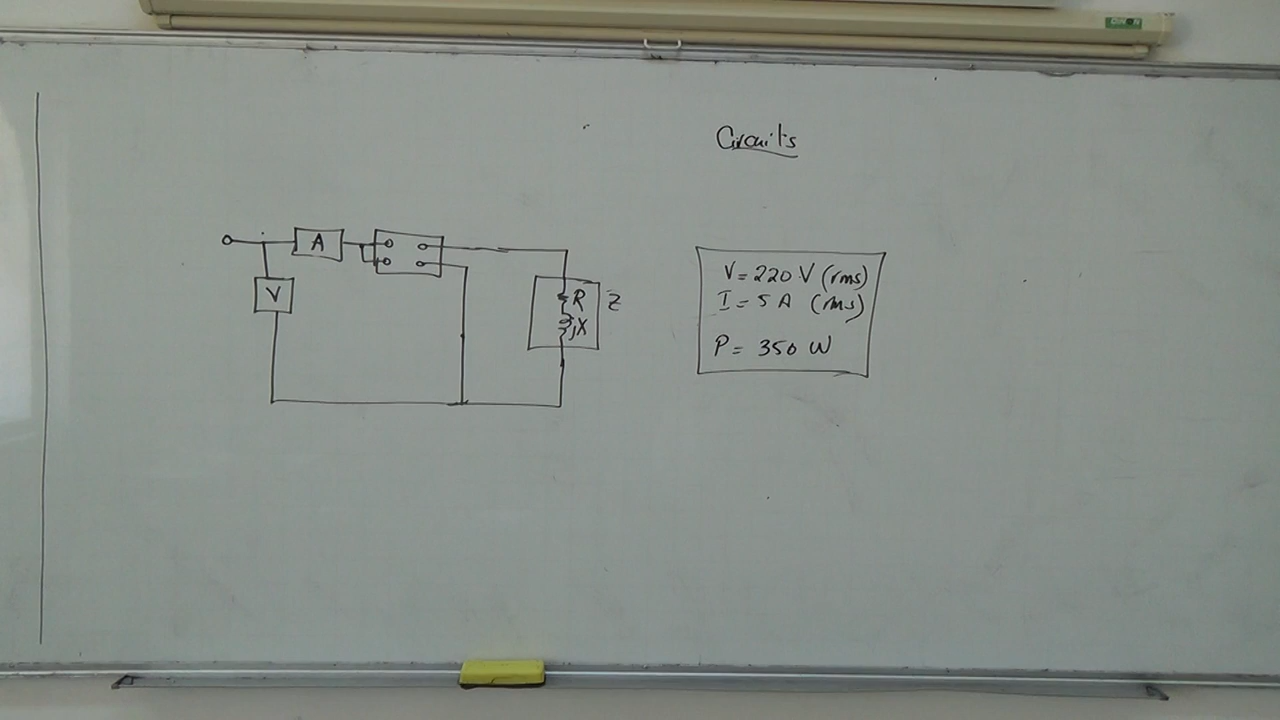 Circuits
A
V
R
jX
Z
V = 220 V (rms)
I = 5 A (rms)
P = 350 W